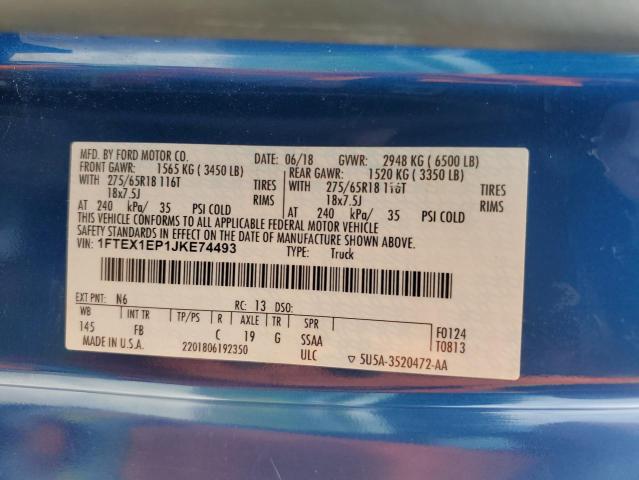 MFD. BY FORD MOTOR CO. DATE: 06/18 GVWR: 2948 KG ( 6500 LB)
FRONT GAWR: 1565 KG ( 3450 LB) REAR GAWR: 1520 KG ( 3350 LB)
WITH 275/65R18 116T TIRES WITH 275/65R18 116T TIRES
18x7.5J RIMS 18x7.5J RIMS
AT 240 kPa/ 35 PSI COLD AT 240 kPa/ 35 PSI COLD
THIS VEHICLE CONFORMS TO ALL APPLICABLE FEDERAL MOTOR VEHICLE
SAFETY STANDARDS IN EFFECT ON THE DATE OF MANUFACTURE SHOWN ABOVE.
VIN: 1FTEX1EP1JKE74493 TYPE: Truck
EXT PNT: N6 RC: 13 DSO:
WB INT TR TP/PS R AXLE TR SPR F0124
145 FB C 19 G SSAA T0813
MADE IN U.S.A. 2201806192350 ULC ▽ 5U5A-3520472-AA